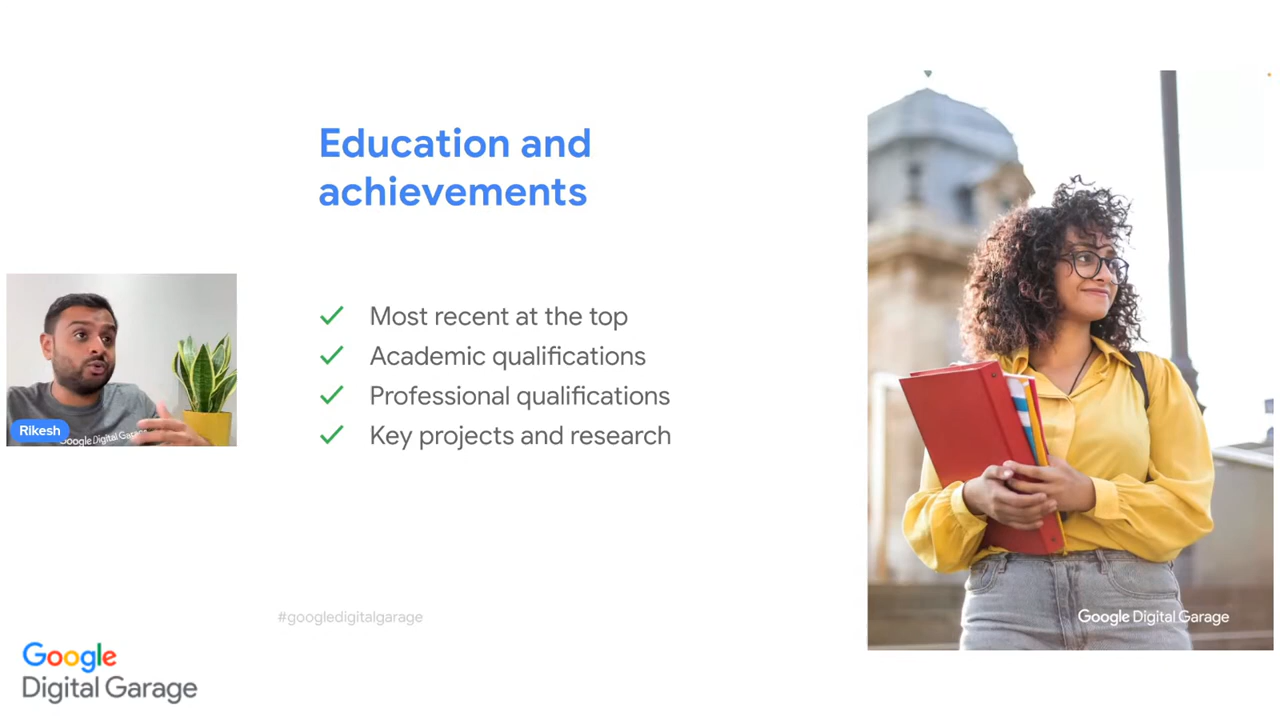 Education and
achievements
Most recent at the top
Academic qualifications
Professional qualifications
Key projects and research
Rikesh
Google Digital Garage
#googledigitalgarage
Google Digital Garage
Google
Digital Garage